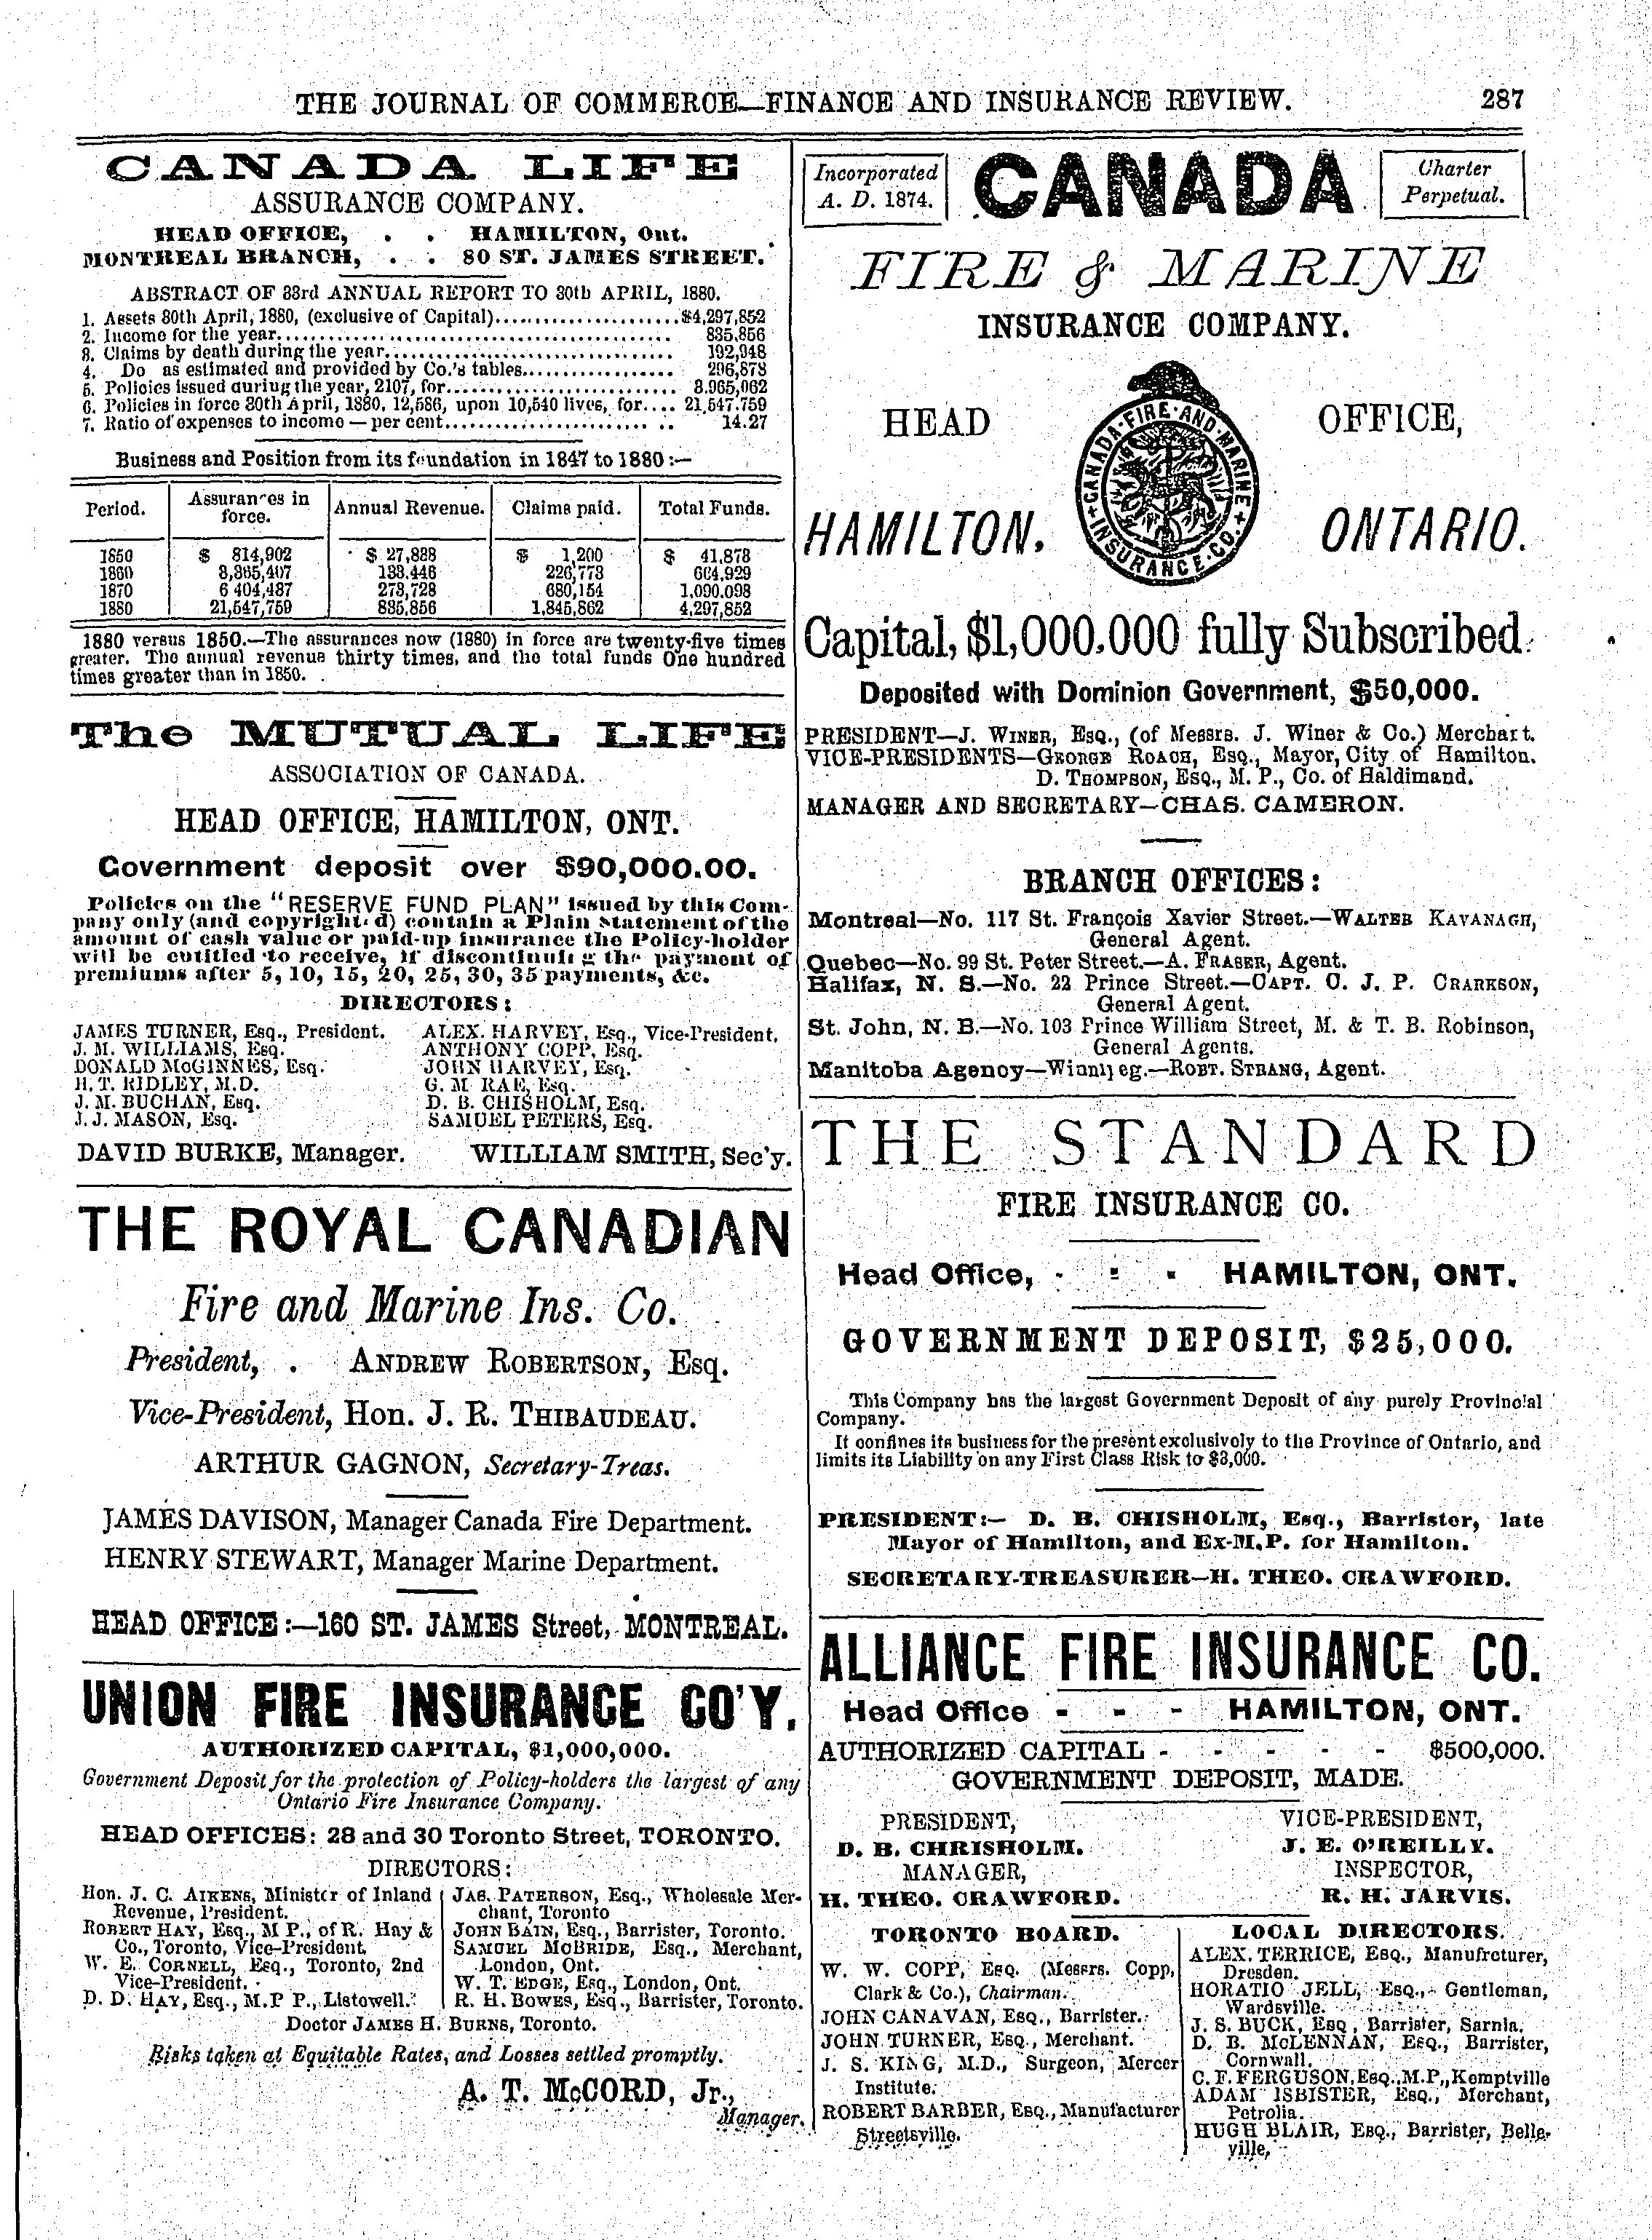 THE JOURNAL OF COMMERCE—FINANCE AND INSURANCE REVIEW. 287
CANADA LIFE
ASSURANCE COMPANY.
HEAD OFFICE, . . HAMILTON, Ont.
MONTREAL BRANCH, . . 80 ST. JAMES STREET.
ABSTRACT OF 33rd ANNUAL REPORT TO 30th APRIL, 1880.
1. Assets 30th April, 1880, (exclusive of Capital)......................$4,297,852
2. Income for the year................................................ 835,856
3. Claims by death during the year................................... 192,948
4. Do as estimated and provided by Co.'s tables.................. 296,878
5. Policies issued during the year, 2107, for............................ 3.965,062
6. Policies in force 30th April, 1880, 12,586, upon 10,540 lives, for.... 21,547.759
7. Ratio of expenses to income—per cent......................... .. 14.27
Business and Position from its foundation in 1847 to 1880:—
Period. Assurances in force. Annual Revenue. Claims paid. Total Funds.
1850 $ 814,902 $ 27,838 $ 1,200 $ 41,878
1860 3,365,407 133,446 226,773 664,929
1870 6 404,437 273,728 680,154 1,090.098
1880 21,547,759 835,856 1,845,862 4,297,852
1880 versus 1850.—The assurances now (1880) in force are twenty-five times
greater. The annual revenue thirty times, and the total funds One hundred
times greater than in 1850.
The MUTUAL LIFE
ASSOCIATION OF CANADA.
HEAD OFFICE, HAMILTON, ONT.
Government deposit over $90,000.00.
Policies on the "RESERVE FUND PLAN" issued by this Com-
pany only (and copyrighted) contain a Plain Statement of the
amount of cash value or paid-up insurance the Policy-holder
will be entitled to receive, if discontinuing the payment of
premiums after 5, 10, 15, 20, 25, 30, 35 payments, &c.
DIRECTORS:
JAMES TURNER, Esq., President. ALEX. HARVEY, Esq., Vice-President.
J. M. WILLIAMS, Esq. ANTHONY COPP, Esq.
DONALD McGINNES, Esq. JOHN HARVEY, Esq.
H. T. RIDLEY, M.D. G. M. RAE, Esq.
J. M. BUCHAN, Esq. D. B. CHISHOLM, Esq.
J. J. MASON, Esq. SAMUEL PETERS, Esq.
DAVID BURKE, Manager. WILLIAM SMITH, Sec'y.
THE ROYAL CANADIAN
Fire and Marine Ins. Co.
President, . ANDREW ROBERTSON, Esq.
Vice-President, Hon. J. R. THIBAUDEAU.
ARTHUR GAGNON, Secretary-Treas.
JAMES DAVISON, Manager Canada Fire Department.
HENRY STEWART, Manager Marine Department.
HEAD OFFICE:—160 ST. JAMES Street, MONTREAL.
UNION FIRE INSURANCE CO'Y.
AUTHORIZED CAPITAL, $1,000,000.
Government Deposit for the protection of Policy-holders the largest of any
Ontario Fire Insurance Company.
HEAD OFFICES: 28 and 30 Toronto Street, TORONTO.
DIRECTORS:
Hon. J. C. AIKENS, Minister of Inland
Revenue, President.
ROBERT HAY, Esq., M P., of R. Hay &
Co., Toronto, Vice-President.
W. E. CORNELL, Esq., Toronto, 2nd
Vice-President.
D. D. HAY, Esq., M.P P., Listowell.
JAS. PATERSON, Esq., Wholesale Mer-
chant, Toronto
JOHN BAIN, Esq., Barrister, Toronto.
SAMUEL MCBRIDE, Esq., Merchant,
London, Ont.
W. T. EDGE, Esq., London, Ont.
R. H. BOWES, Esq., Barrister, Toronto.
Doctor JAMES H. BURNS, Toronto.
Risks taken at Equitable Rates, and Losses settled promptly.
A. T. McCORD, Jr.,
Manager.
Incorporated
A. D. 1874.
CANADA
Charter
Perpetual.
FIRE & MARINE
INSURANCE COMPANY.
HEAD OFFICE,
CANADA·FIRE·AND·MARINE
INSURANCE·CO.
HAMILTON, ONTARIO.
Capital, $1,000,000 fully Subscribed.
Deposited with Dominion Government, $50,000.
PRESIDENT—J. WINER, ESQ., (of Messrs. J. Winer & Co.) Merchant.
VICE-PRESIDENTS—GEORGE ROACH, ESQ., Mayor, City of Hamilton.
D. THOMPSON, ESQ., M. P., Co. of Haldimand.
MANAGER AND SECRETARY—CHAS. CAMERON.
BRANCH OFFICES:
Montreal—No. 117 St. François Xavier Street.—WALTER KAVANAGH,
General Agent.
Quebec—No. 99 St. Peter Street.—A. FRASER, Agent.
Halifax, N. S.—No. 22 Prince Street.—CAPT. C. J. P. CRARKSON,
General Agent.
St. John, N. B.—No. 103 Prince William Street, M. & T. B. Robinson,
General Agents.
Manitoba Agency—Winnipeg.—ROBT. STRANG, Agent.
THE STANDARD
FIRE INSURANCE CO.
Head Office, - - - HAMILTON, ONT.
GOVERNMENT DEPOSIT, $25,000.
This Company has the largest Government Deposit of any purely Provincial
Company.
It confines its business for the present exclusively to the Province of Ontario, and
limits its Liability on any First Class Risk to $3,000.
PRESIDENT:— D. B. CHISHOLM, Esq., Barrister, late
Mayor of Hamilton, and Ex-M.P. for Hamilton.
SECRETARY-TREASURER—H. THEO. CRAWFORD.
ALLIANCE FIRE INSURANCE CO.
Head Office - - - HAMILTON, ONT.
AUTHORIZED CAPITAL - - - - - $500,000.
GOVERNMENT DEPOSIT, MADE.
PRESIDENT, VICE-PRESIDENT,
D. B. CHRISHOLM. J. E. O'REILLY.
MANAGER, INSPECTOR,
H. THEO. CRAWFORD. R. H. JARVIS.
TORONTO BOARD.
W. W. COPP, ESQ. (Messrs. Copp,
Clark & Co.), Chairman.
JOHN CANAVAN, ESQ., Barrister.
JOHN TURNER, ESQ., Merchant.
J. S. KING, M.D., Surgeon, Mercer
Institute.
ROBERT BARBER, ESQ., Manufacturer
Streetsville.
LOCAL DIRECTORS.
ALEX. TERRICE, ESQ., Manufrcturer,
Dresden.
HORATIO JELL, ESQ., Gentleman,
Wardsville.
J. S. BUCK, ESQ., Barrister, Sarnia.
D. B. MCLENNAN, ESQ., Barrister,
Cornwall.
C. F. FERGUSON, ESQ., M.P., Kemptville
ADAM ISBISTER, ESQ., Merchant,
Petrolia.
HUGH BLAIR, ESQ., Barrister, Belle-
ville,